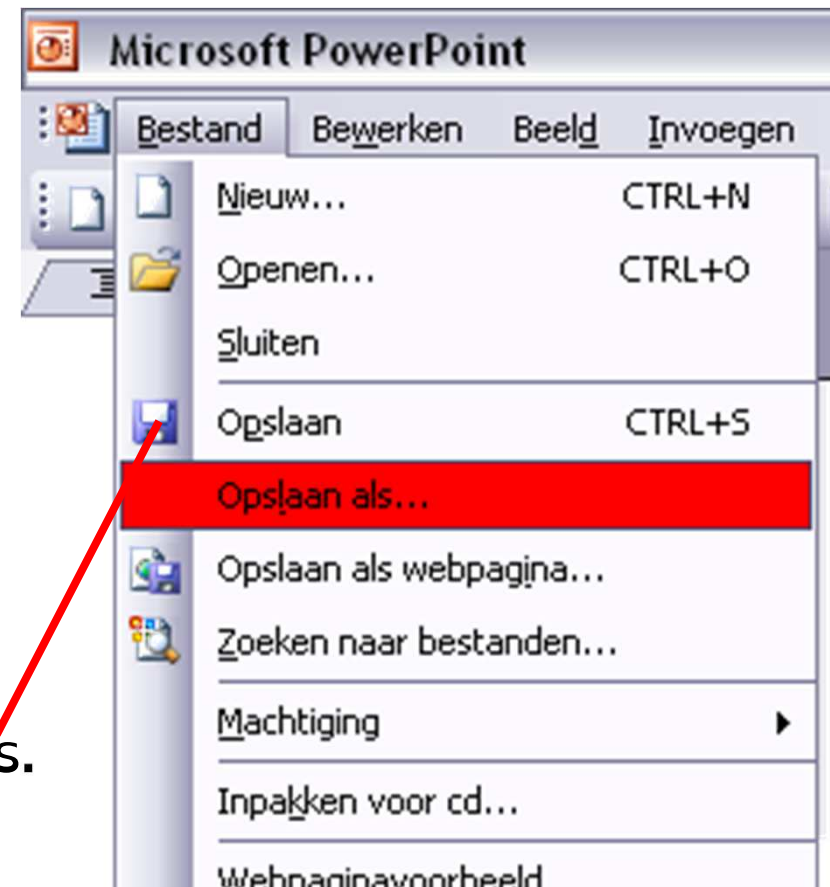 Microsoft PowerPoint
Bestand Bewerken Beeld Invoegen
Nieuw... CTRL+N
Openen... CTRL+O
Sluiten
Opslaan CTRL+S
Opslaan als...
Opslaan als webpagina...
Zoeken naar bestanden...
s.
Machtiging
Inpakken voor cd...
Webpaginavoorbeeld